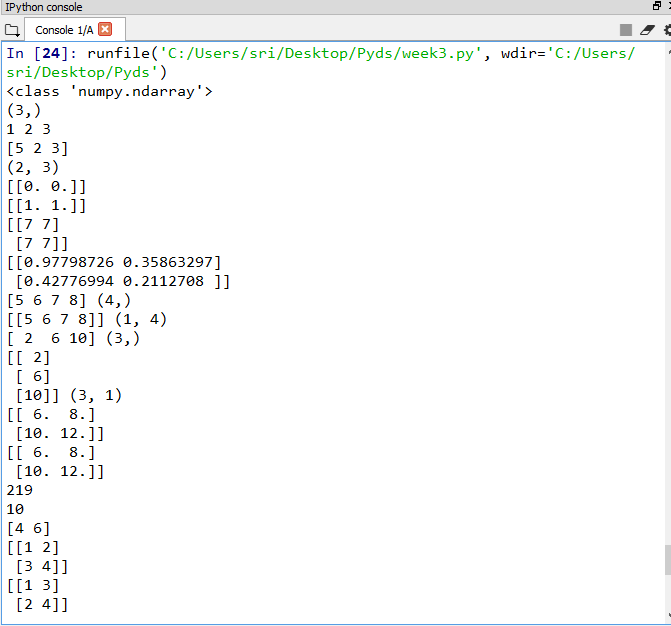 IPython console
Console 1/A
In [24]: runfile('C:/Users/sri/Desktop/Pyds/week3.py', wdir='C:/Users/
sri/Desktop/Pyds')
<class 'numpy.ndarray'>
(3,)
1 2 3
[5 2 3]
(2, 3)
[[0. 0.]]
[[1. 1.]]
[[7 7]
 [7 7]]
[[0.97798726 0.35863297]
 [0.42776994 0.2112708 ]]
[5 6 7 8] (4,)
[[5 6 7 8]] (1, 4)
[ 2  6 10] (3,)
[[ 2]
 [ 6]
 [10]] (3, 1)
[[ 6.  8.]
 [10. 12.]]
[[ 6.  8.]
 [10. 12.]]
219
10
[4 6]
[[1 2]
 [3 4]]
[[1 3]
 [2 4]]